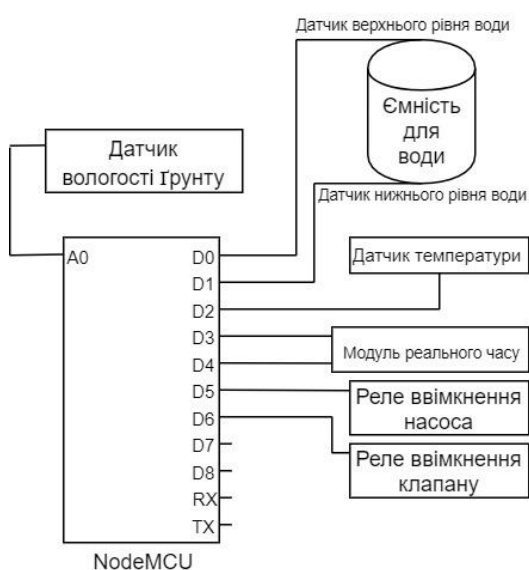 Датчик верхнього рівня води
Ємність
для
води
Датчик
вологості ґрунту
Датчик нижнього рівня води
A0
D0
D1
D2
D3
D4
D5
D6
D7
D8
RX
TX
Датчик температури
Модуль реального часу
Реле ввімкнення
насоса
Реле ввімкнення
клапану
NodeMCU